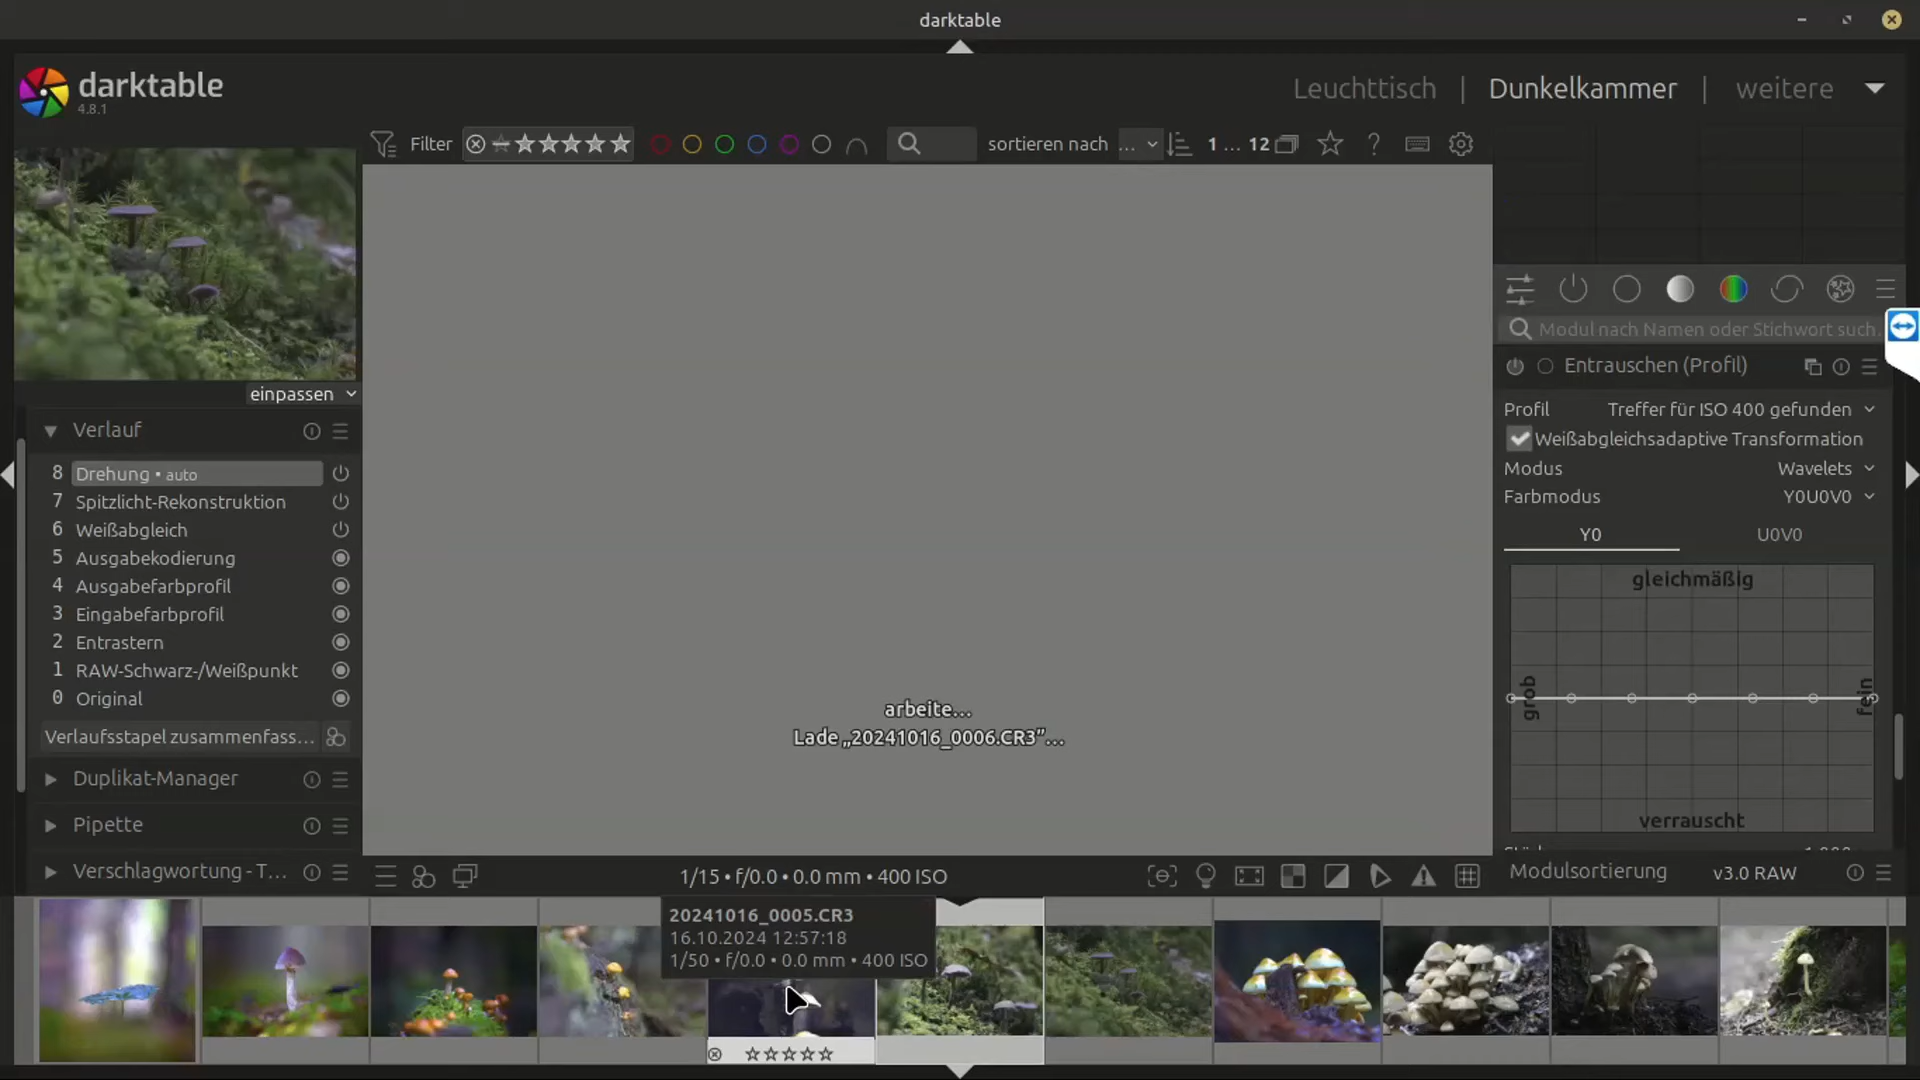 darktable
darktable
4.8.1
Leuchttisch | Dunkelkammer | weitere
Filter
sortieren nach ...
1 ... 12
einpassen
Verlauf
8 Drehung • auto
7 Spitzlicht-Rekonstruktion
6 Weißabgleich
5 Ausgabekodierung
4 Ausgabefarbprofil
3 Eingabefarbprofil
2 Entrastern
1 RAW-Schwarz-/Weißpunkt
0 Original
Verlaufsstapel zusammenfass...
Duplikat-Manager
Pipette
Verschlagwortung - T...
arbeite...
Lade „20241016_0006.CR3”...
1/15 • f/0.0 • 0.0 mm • 400 ISO
Modul nach Namen oder Stichwort such
Entrauschen (Profil)
Profil Treffer für ISO 400 gefunden
Weißabgleichsadaptive Transformation
Modus Wavelets
Farbmodus Y0U0V0
Y0 U0V0
gleichmäßig
grob
fein
verrauscht
Modulsortierung v3.0 RAW
20241016_0005.CR3
16.10.2024 12:57:18
1/50 • f/0.0 • 0.0 mm • 400 ISO